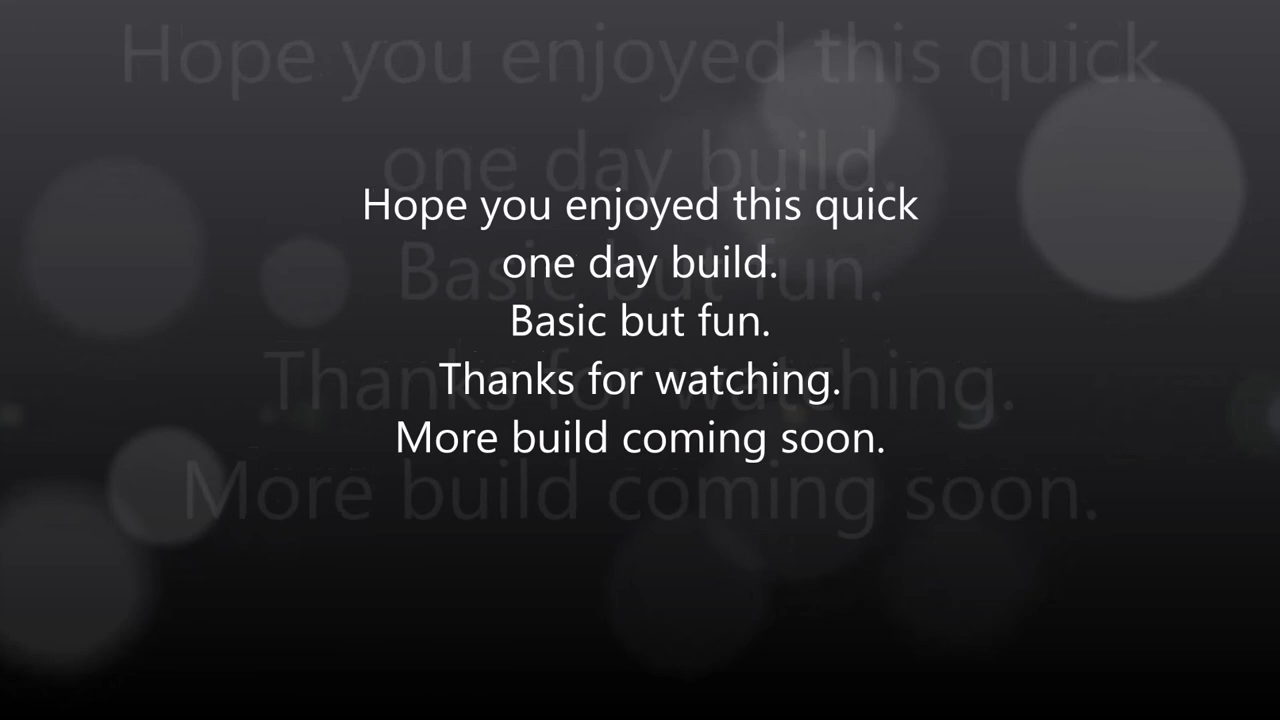 Hope you enjoyed this quick
one day build.
Basic but fun.
Thanks for watching.
More build coming soon.